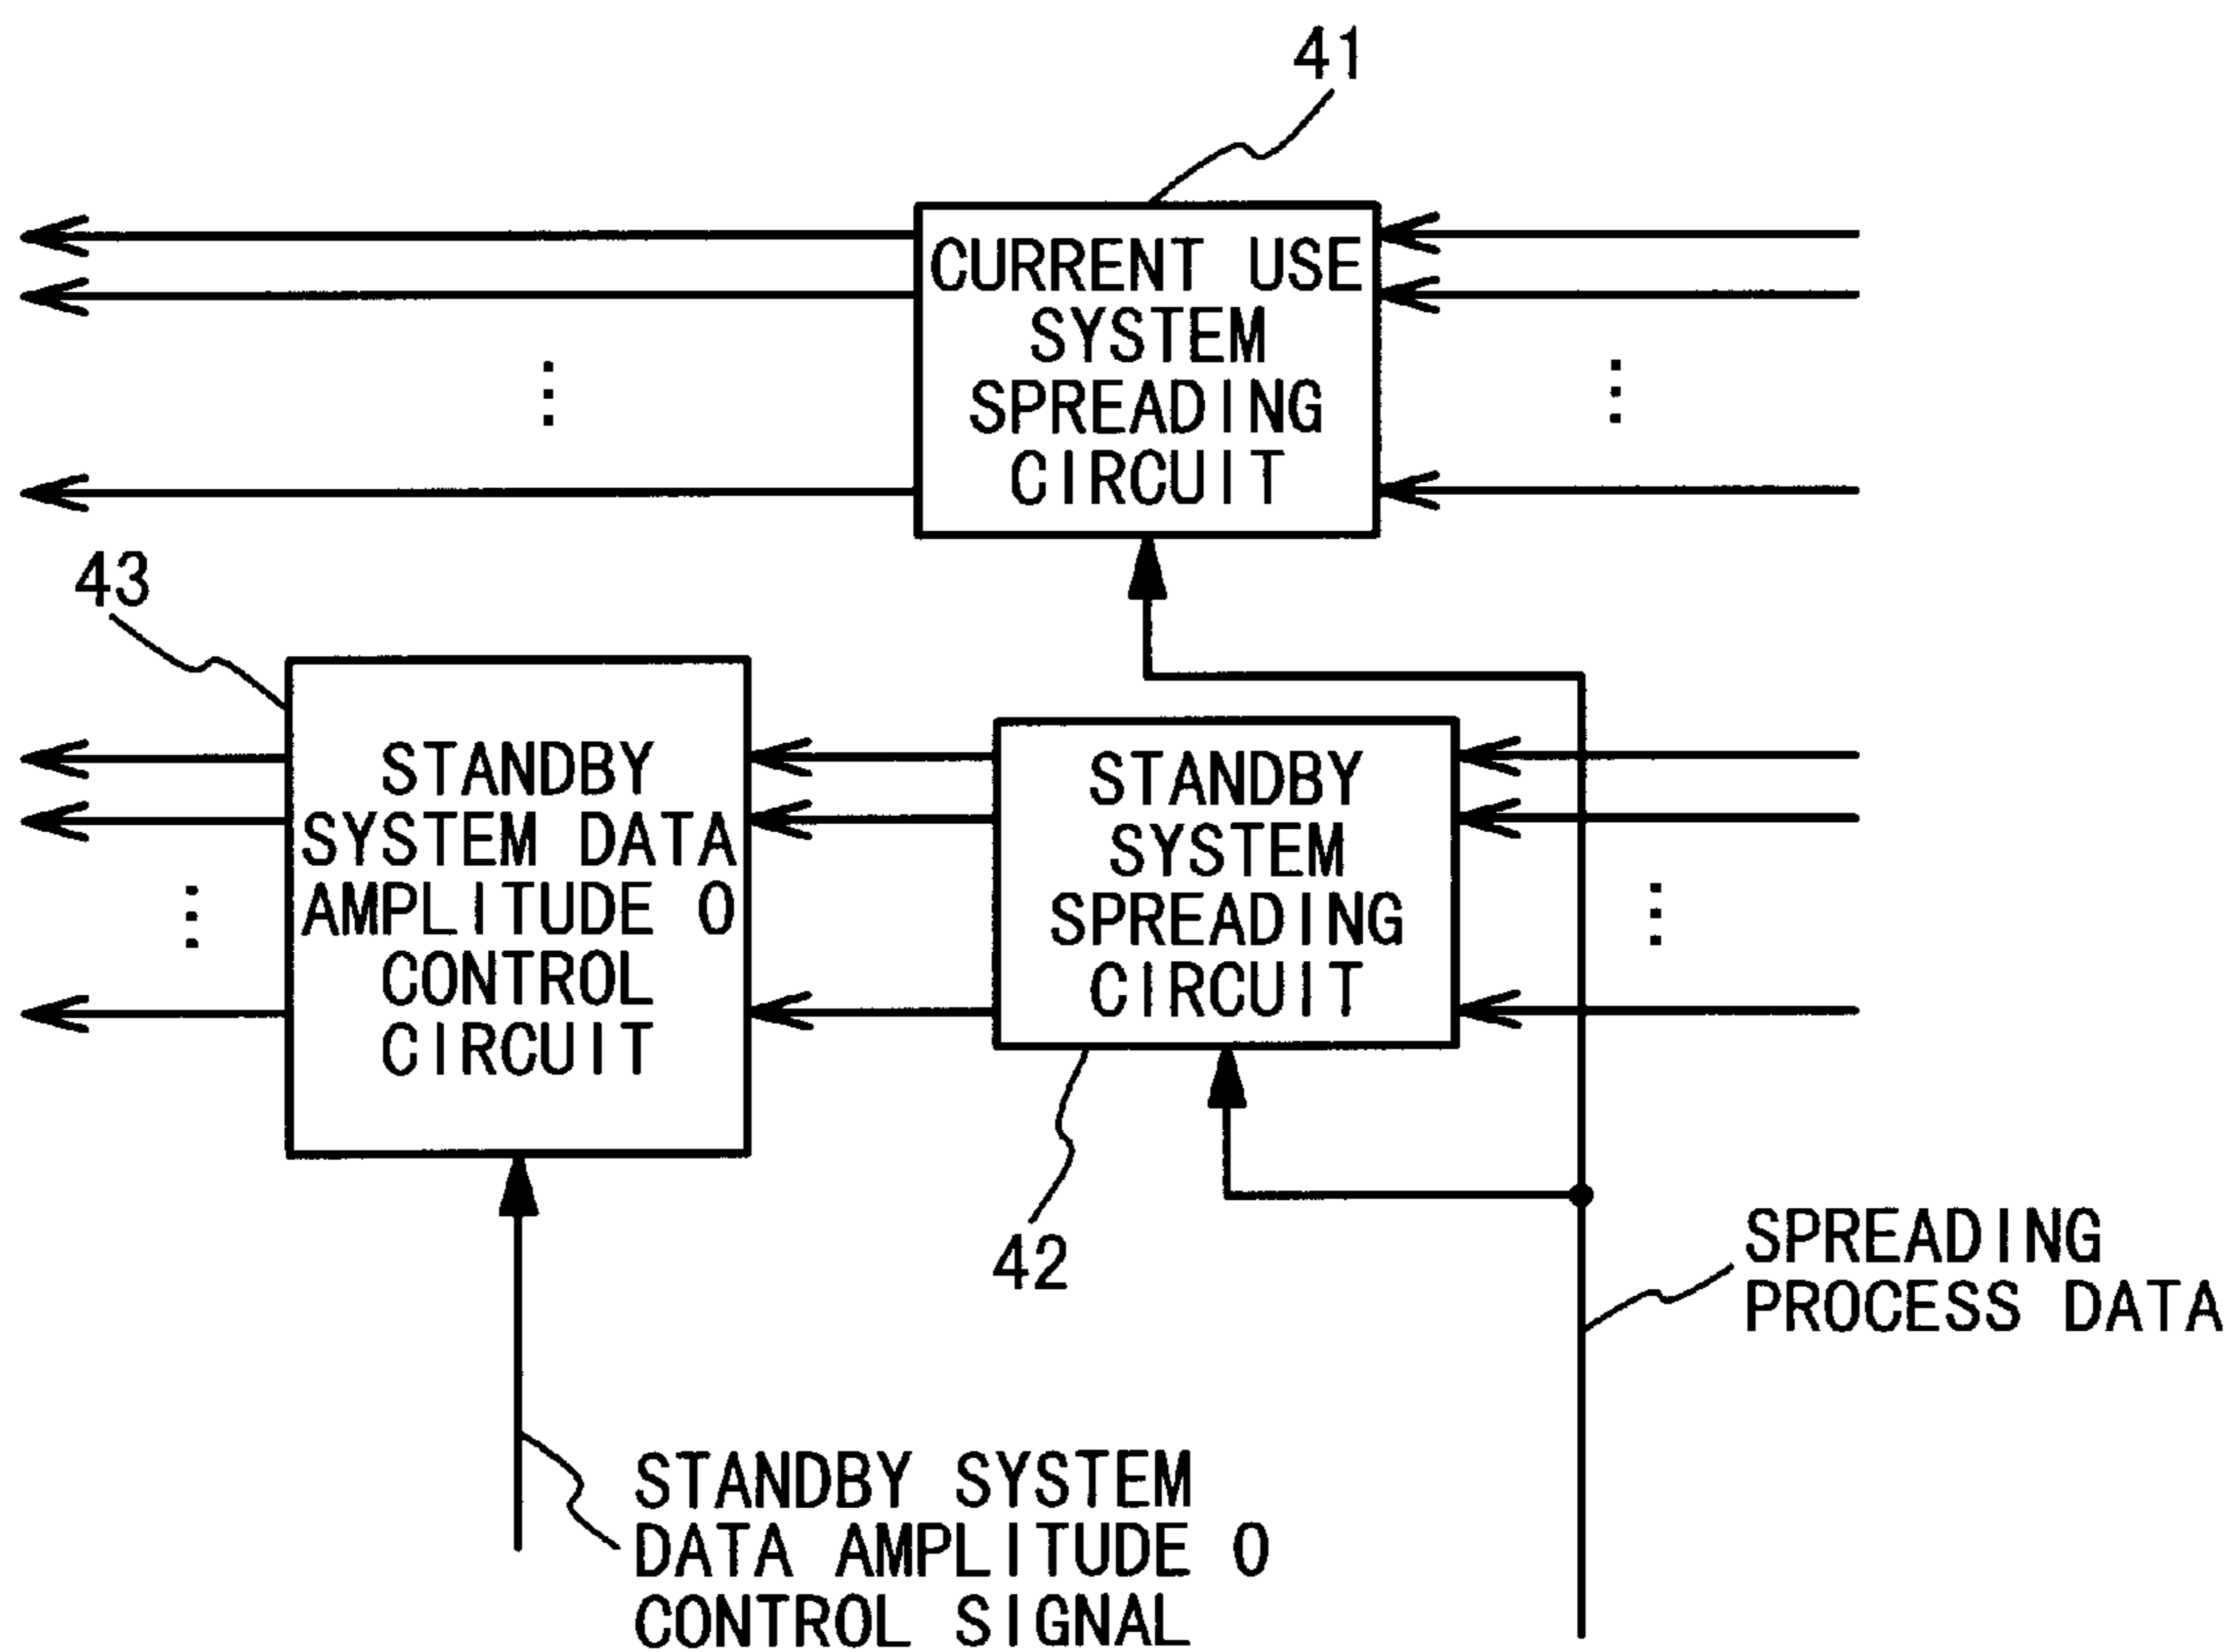 41
CURRENT USE
SYSTEM
SPREADING
CIRCUIT
43
STANDBY
SYSTEM DATA
AMPLITUDE 0
CONTROL
CIRCUIT
STANDBY
SYSTEM
SPREADING
CIRCUIT
42
SPREADING
PROCESS DATA
STANDBY SYSTEM
DATA AMPLITUDE 0
CONTROL SIGNAL